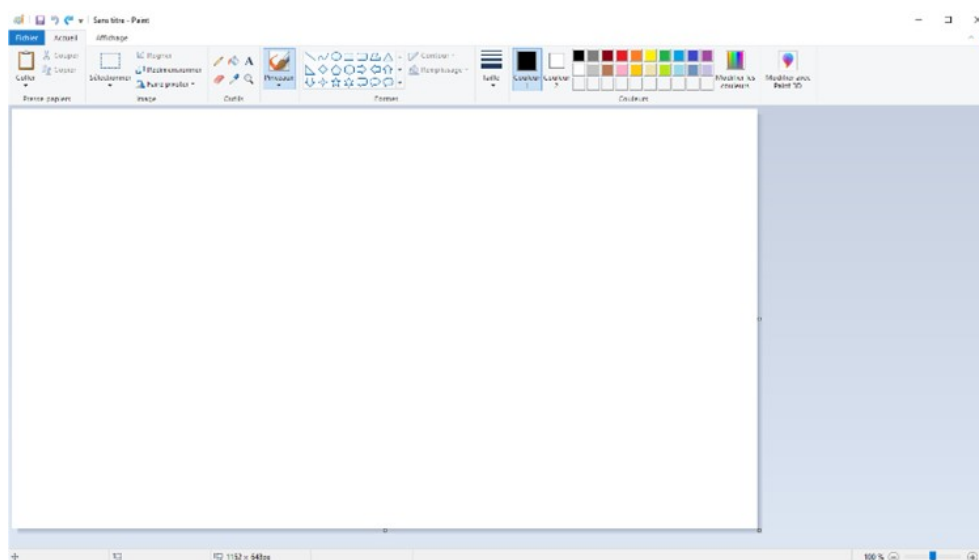 Sans titre - Paint
Fichier Accueil Affichage
Coller
Couper
Copier
Presse-papiers
Sélectionner
Rogner
Redimensionner
Faire pivoter
Image
A
Outils
Pinceaux
Contour
Remplissage
Formes
Taille
Couleur 1
Couleur 2
Modifier les couleurs
Couleurs
Modifier avec Paint 3D
1152 × 648px
100 %